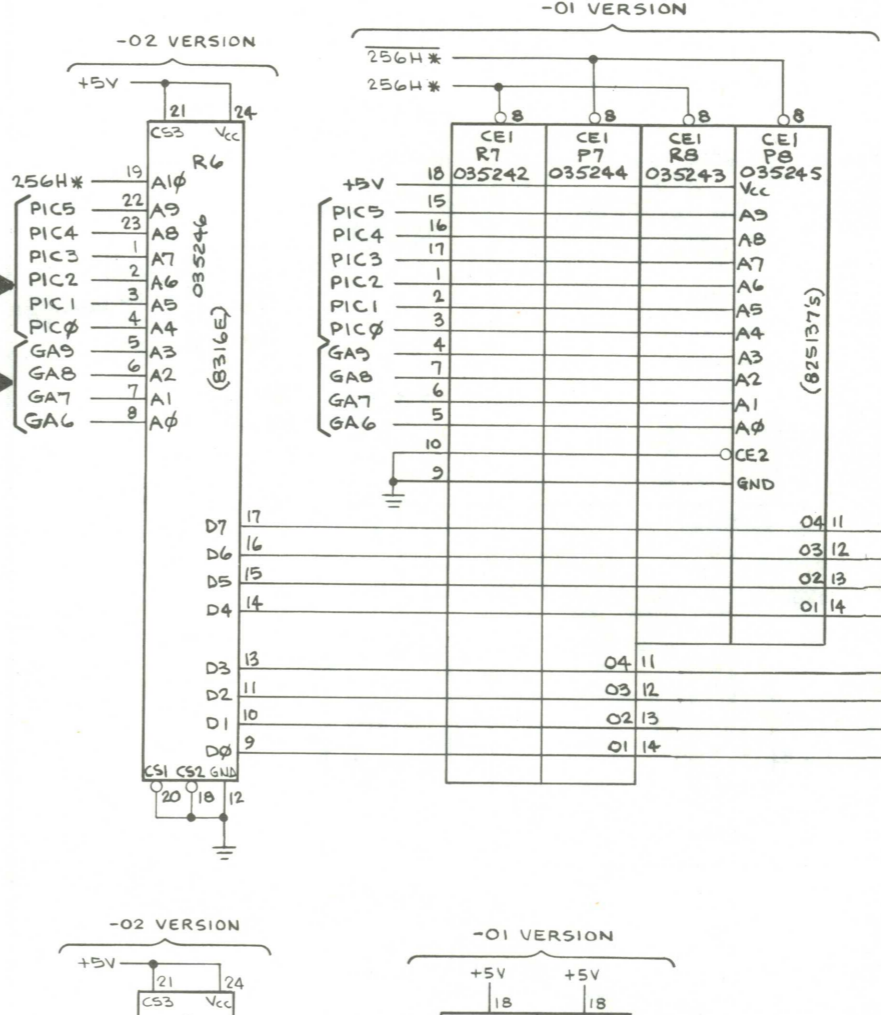 -01 VERSION
-02 VERSION
256H*
256H*
+5V
21 24
CS3 Vcc
R6
035246
(8316E)
256H* 19 A10
PIC5 22 A9
PIC4 23 A8
PIC3 1 A7
PIC2 2 A6
PIC1 3 A5
PICØ 4 A4
GA9 5 A3
GA8 6 A2
GA7 7 A1
GA6 8 AØ
D7 17
D6 16
D5 15
D4 14
D3 13
D2 11
D1 10
DØ 9
CS1 CS2 GND
20 18 12
8 8 8 8
CE1 CE1 CE1 CE1
R7 P7 R8 P8
035242 035244 035243 035245
+5V 18 Vcc
PIC5 15 A9
PIC4 16 A8
PIC3 17 A7
PIC2 1 A6
PIC1 2 A5
PICØ 3 A4
GA9 4 A3
GA8 7 A2
GA7 6 A1
GA6 5 AØ
10 CE2
9 GND
(82S137's)
04 11
03 12
02 13
01 14
04 11
03 12
02 13
01 14
-02 VERSION
+5V
21 24
CS3 Vcc
-01 VERSION
+5V +5V
18 18